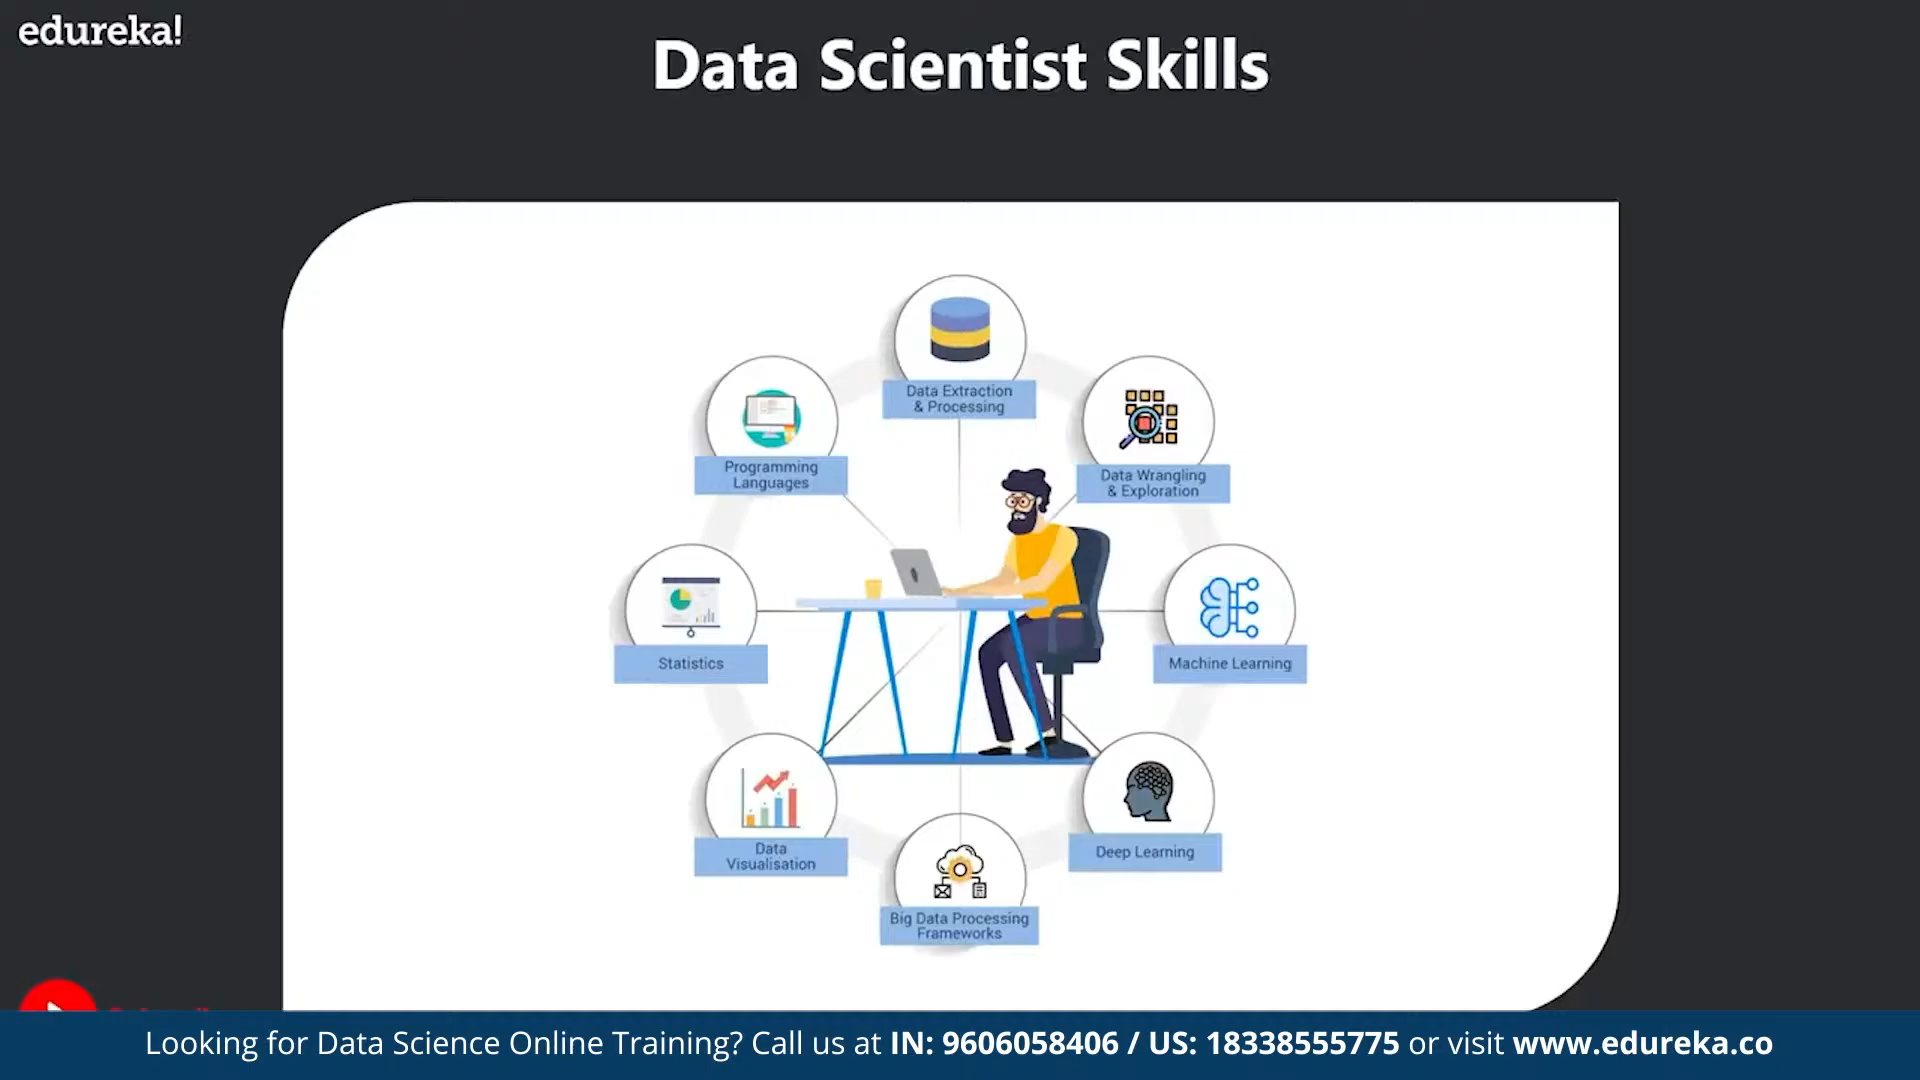 edureka!
Data Scientist Skills
Data Extraction
& Processing
Programming
Languages
Data Wrangling
& Exploration
Statistics
Machine Learning
Data
Visualisation
Deep Learning
Big Data Processing
Frameworks
Looking for Data Science Online Training? Call us at IN: 9606058406 / US: 18338555775 or visit www.edureka.co